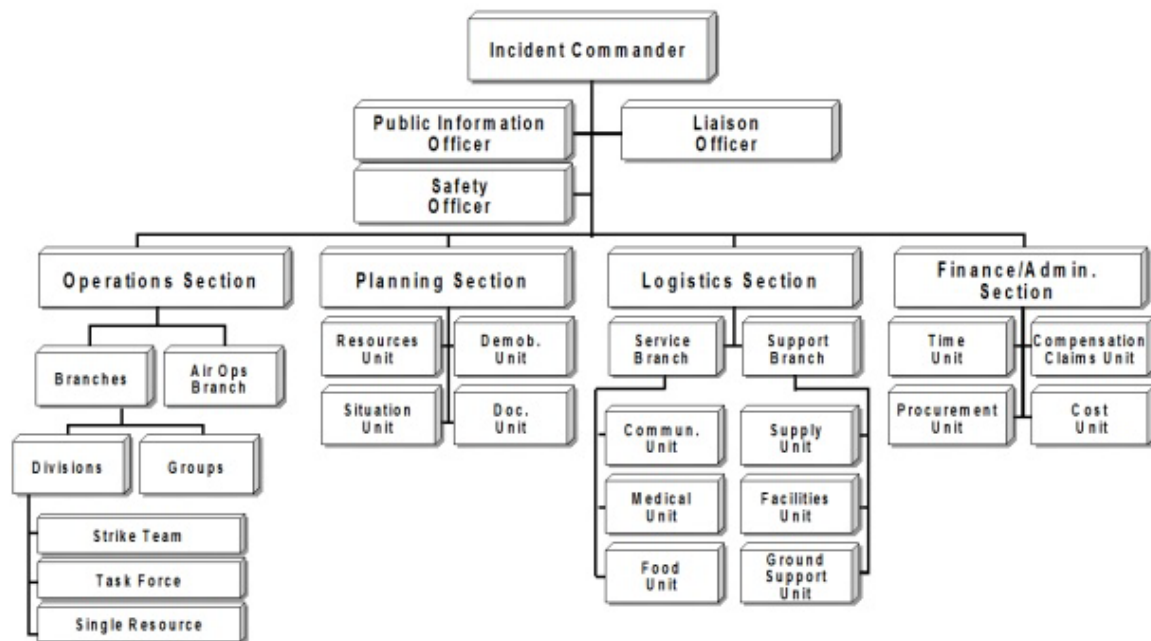 Incident Commander
Public Information
Officer
Liaison
Officer
Safety
Officer
Operations Section
Planning Section
Logistics Section
Finance/Admin.
Section
Branches
Air Ops
Branch
Resources
Unit
Demob.
Unit
Service
Branch
Support
Branch
Time
Unit
Compensation
Claims Unit
Situation
Unit
Doc.
Unit
Procurement
Unit
Cost
Unit
Divisions
Groups
Commun.
Unit
Supply
Unit
Medical
Unit
Facilities
Unit
Strike Team
Task Force
Single Resource
Food
Unit
Ground
Support
Unit